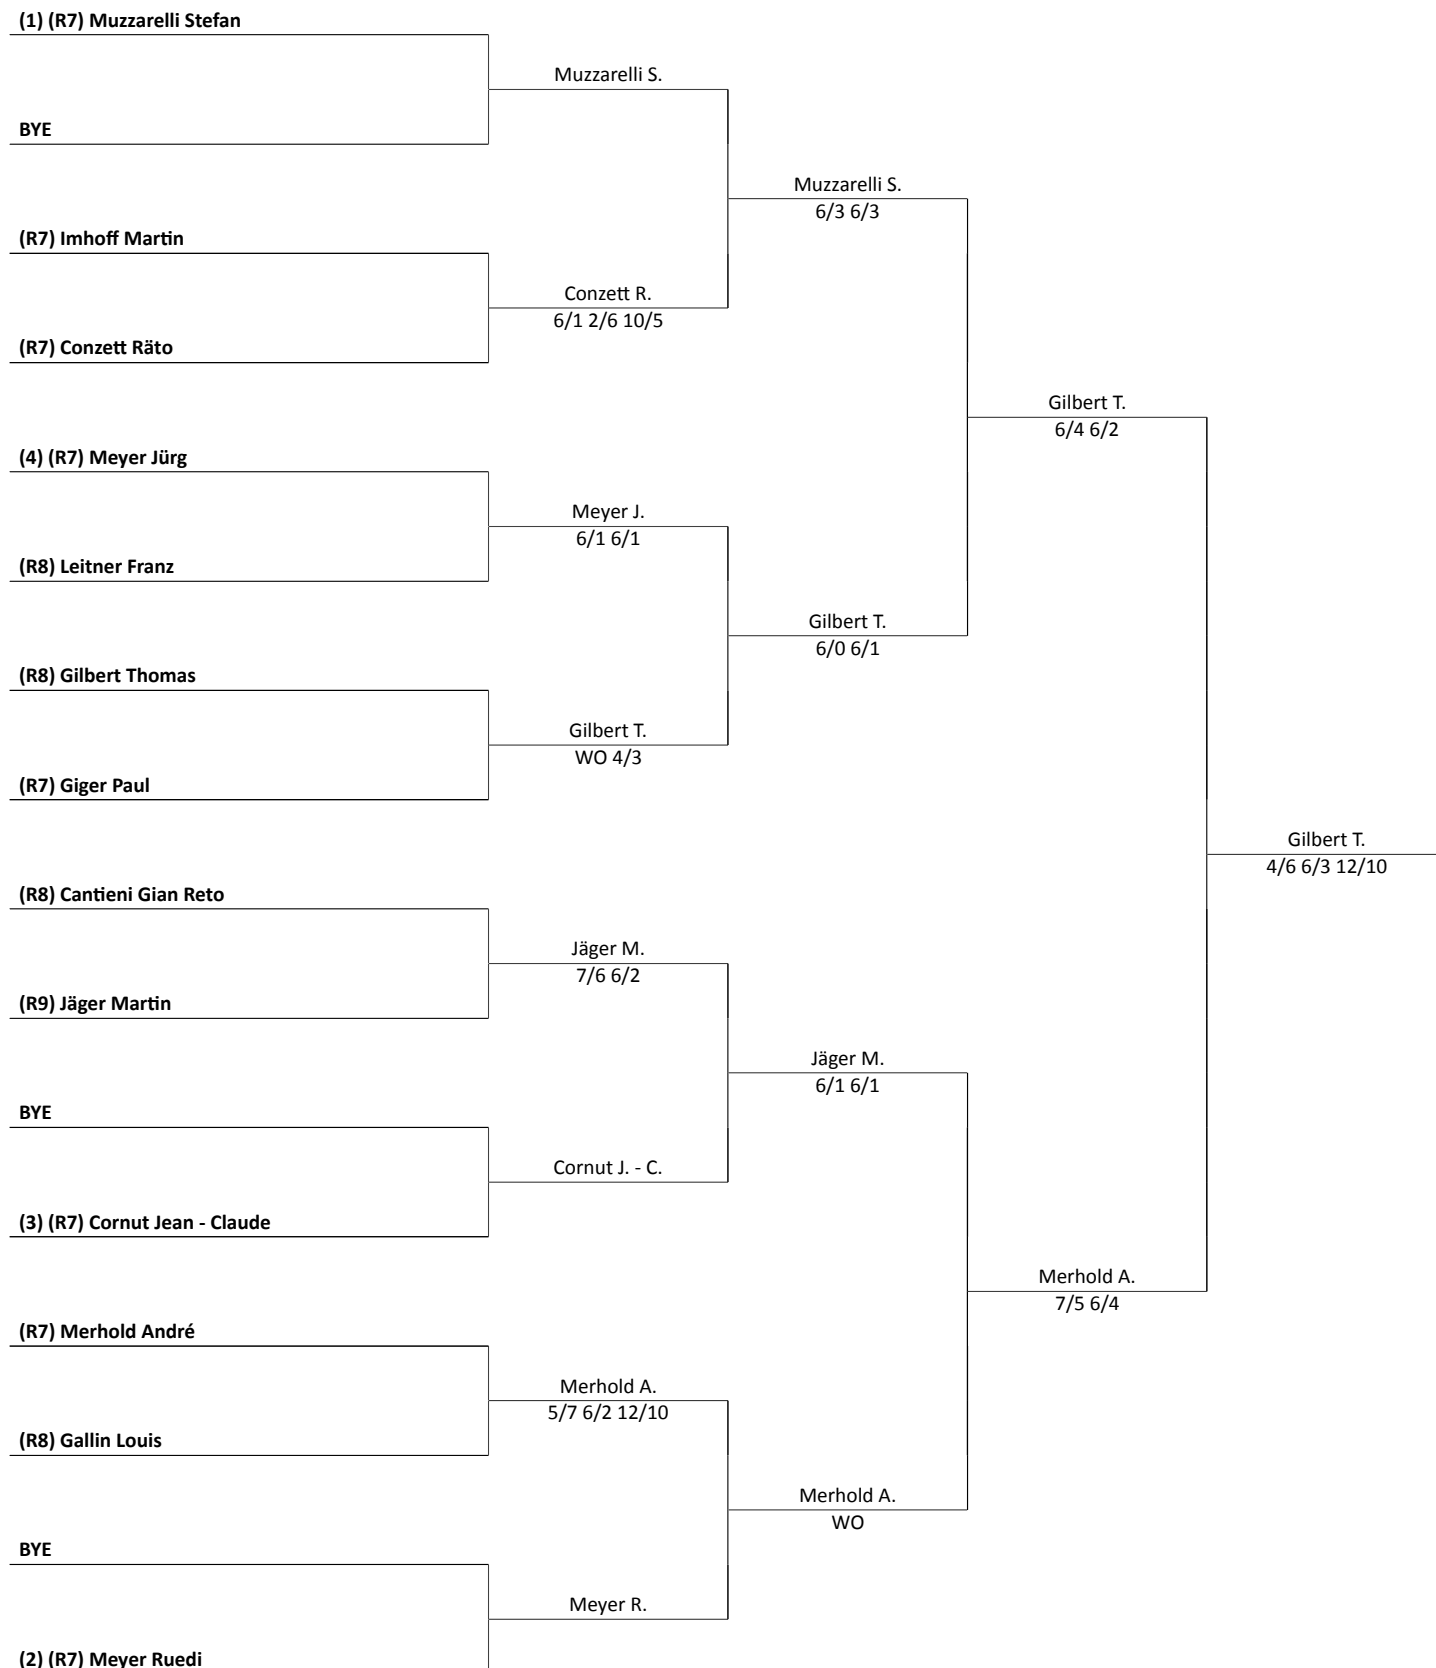 (1) (R7) Muzzarelli Stefan
Muzzarelli S.
BYE
Muzzarelli S.
6/3 6/3
(R7) Imhoff Martin
Conzett R.
6/1 2/6 10/5
(R7) Conzett Räto
Gilbert T.
6/4 6/2
(4) (R7) Meyer Jürg
Meyer J.
6/1 6/1
(R8) Leitner Franz
Gilbert T.
6/0 6/1
(R8) Gilbert Thomas
Gilbert T.
WO 4/3
(R7) Giger Paul
Gilbert T.
4/6 6/3 12/10
(R8) Cantieni Gian Reto
Jäger M.
7/6 6/2
(R9) Jäger Martin
Jäger M.
6/1 6/1
BYE
Cornut J. - C.
(3) (R7) Cornut Jean - Claude
Merhold A.
7/5 6/4
(R7) Merhold André
Merhold A.
5/7 6/2 12/10
(R8) Gallin Louis
Merhold A.
WO
BYE
Meyer R.
(2) (R7) Meyer Ruedi